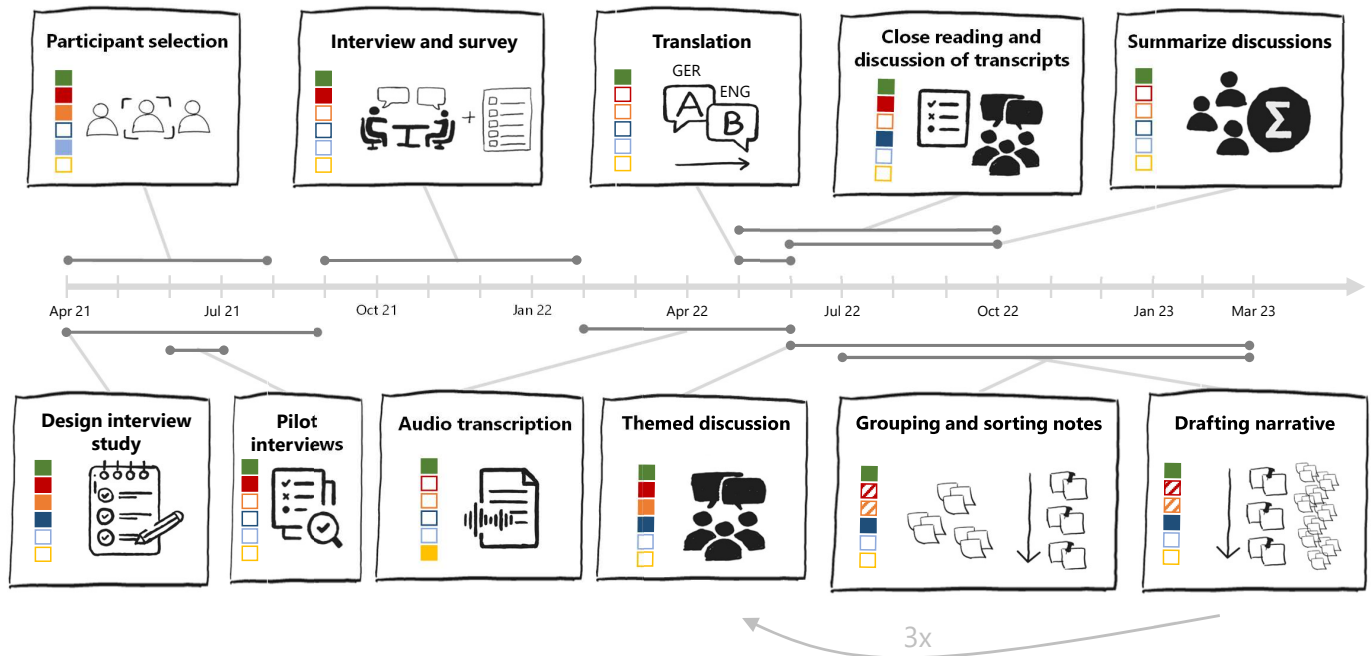 Participant selection
Interview and survey
+
Translation
GER
A
ENG
B
Close reading and
discussion of transcripts
Summarize discussions
Σ
Apr 21
Jul 21
Oct 21
Jan 22
Apr 22
Jul 22
Oct 22
Jan 23
Mar 23
Design interview
study
Pilot
interviews
Audio transcription
Themed discussion
Grouping and sorting notes
Drafting narrative
3x